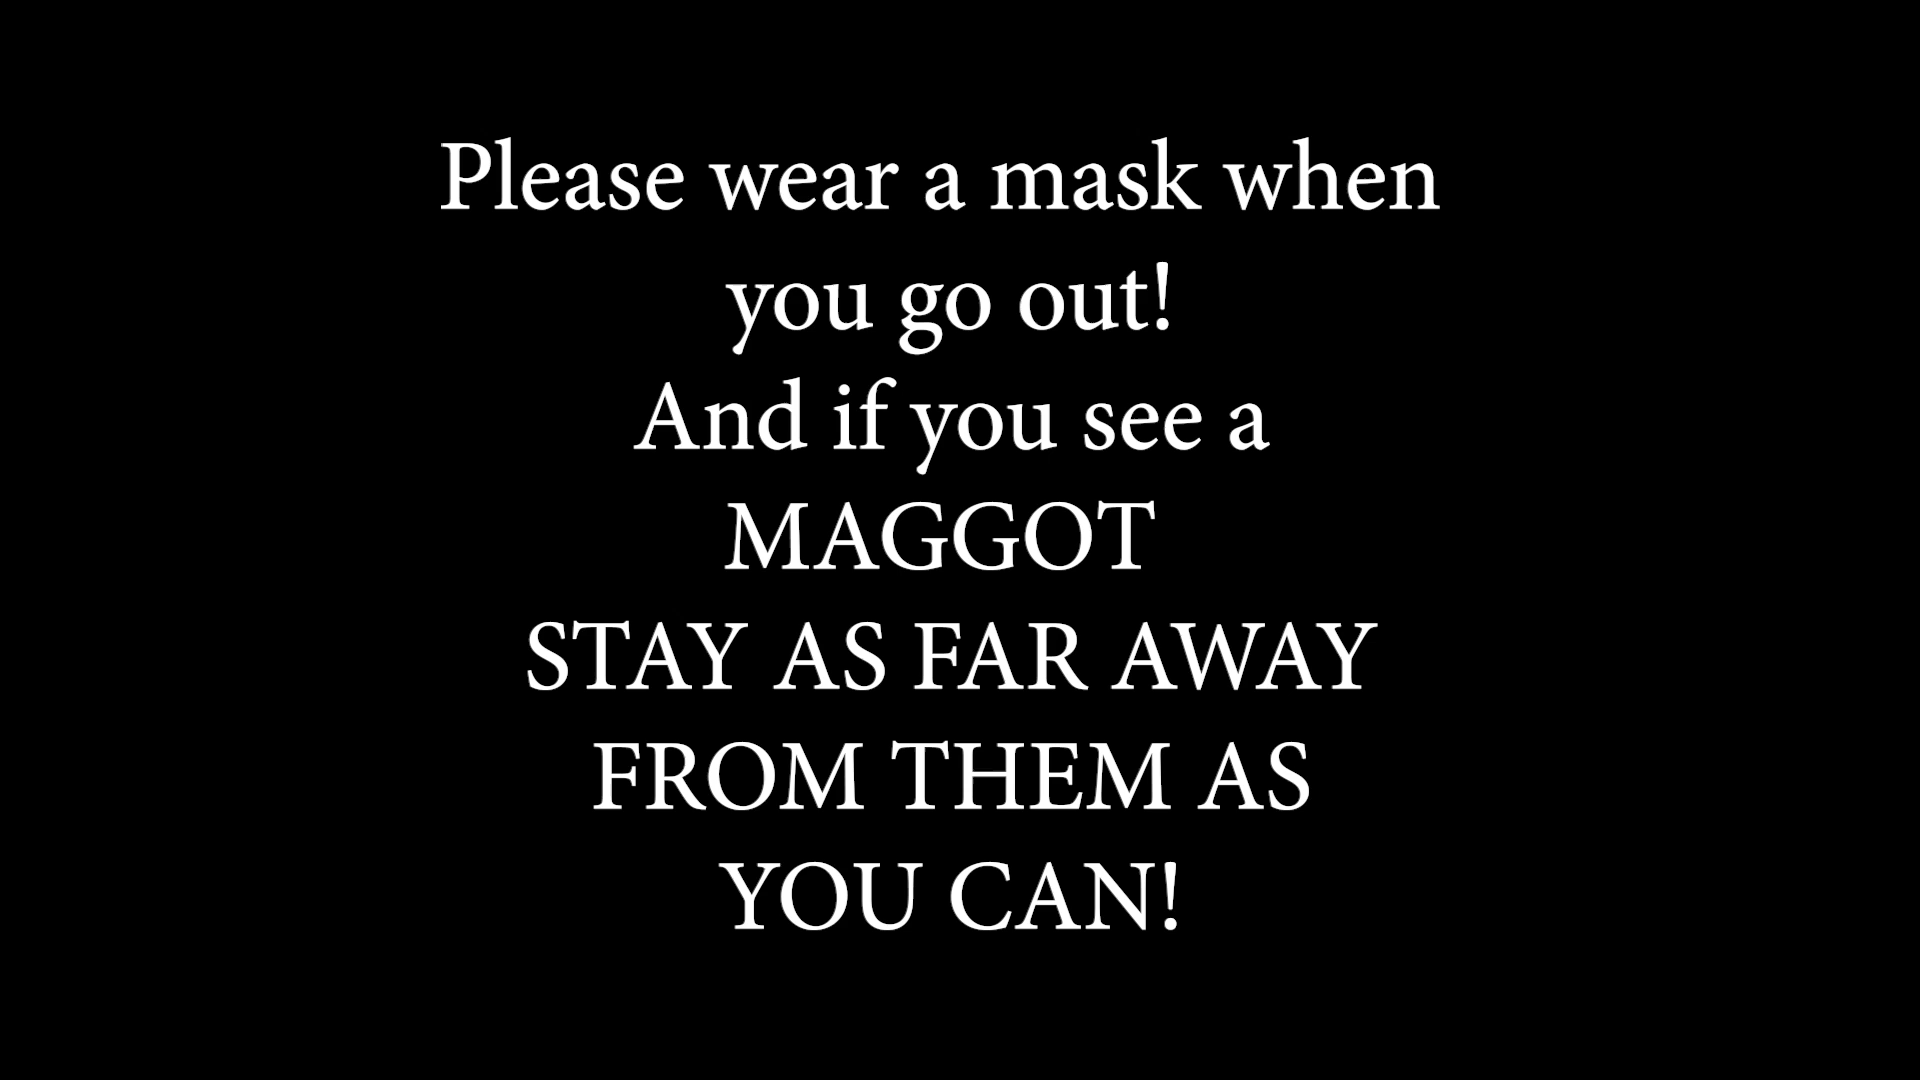 Please wear a mask when
you go out!
And if you see a
MAGGOT
STAY AS FAR AWAY
FROM THEM AS
YOU CAN!